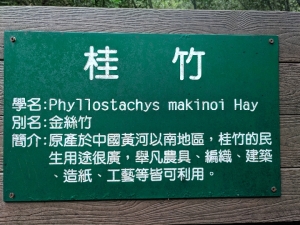 桂竹
學名:Phyllostachys makinoi Hay
別名:金絲竹
簡介:原產於中國黃河以南地區,桂竹的民
生用途很廣,舉凡農具、編織、建築
、造紙、工藝等皆可利用。